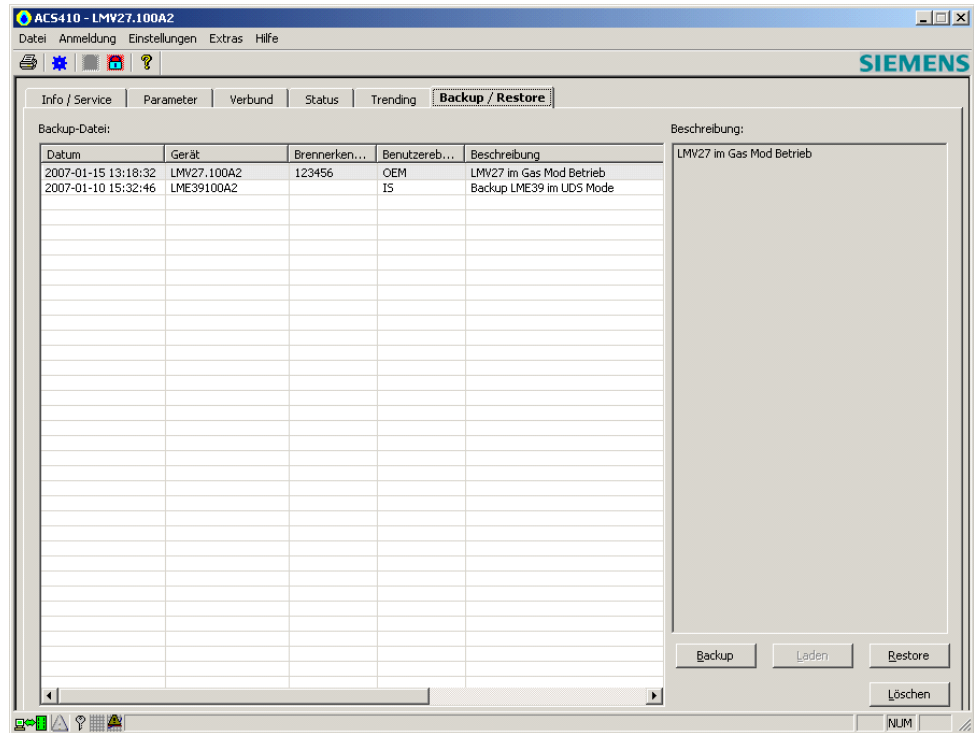 ACS410 - LMV27.100A2
Datei Anmeldung Einstellungen Extras Hilfe
SIEMENS
Info / Service Parameter Verbund Status Trending Backup / Restore
Backup-Datei: Beschreibung:
Datum Gerät Brennerken... Benutzereb... Beschreibung
LMV27 im Gas Mod Betrieb
2007-01-15 13:18:32 LMV27.100A2 123456 OEM LMV27 im Gas Mod Betrieb
2007-01-10 15:32:46 LME39100A2 IS Backup LME39 im UDS Mode
Backup Laden Restore
Löschen
NUM